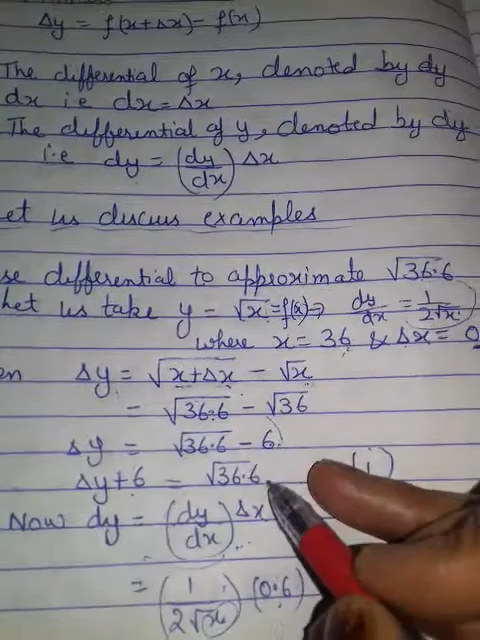 Δy = f(x+Δx) - f(x)
The differential of x, denoted by dy
dx i.e dx = Δx
The differential of y, denoted by dy
i.e dy = (dy/dx) Δx
et us discuss examples
se differential to approximate √36.6
Let us take y = √x = f(x) ⇒ dy/dx = 1/2√x
where x = 36 & Δx = 0
en Δy = √x+Δx - √x
= √36.6 - √36
Δy = √36.6 - 6
Δy + 6 = √36.6 (i)
Now dy = (dy/dx) Δx
= (1/2√x) (0.6)